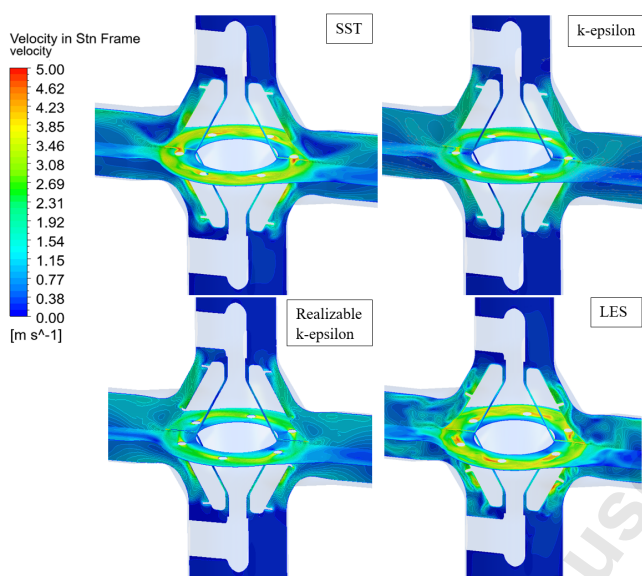 Velocity in Stn Frame
velocity
5.00
4.62
4.23
3.85
3.46
3.08
2.69
2.31
1.92
1.54
1.15
0.77
0.38
0.00
[m s^-1]
SST
k-epsilon
Realizable
k-epsilon
LES
us